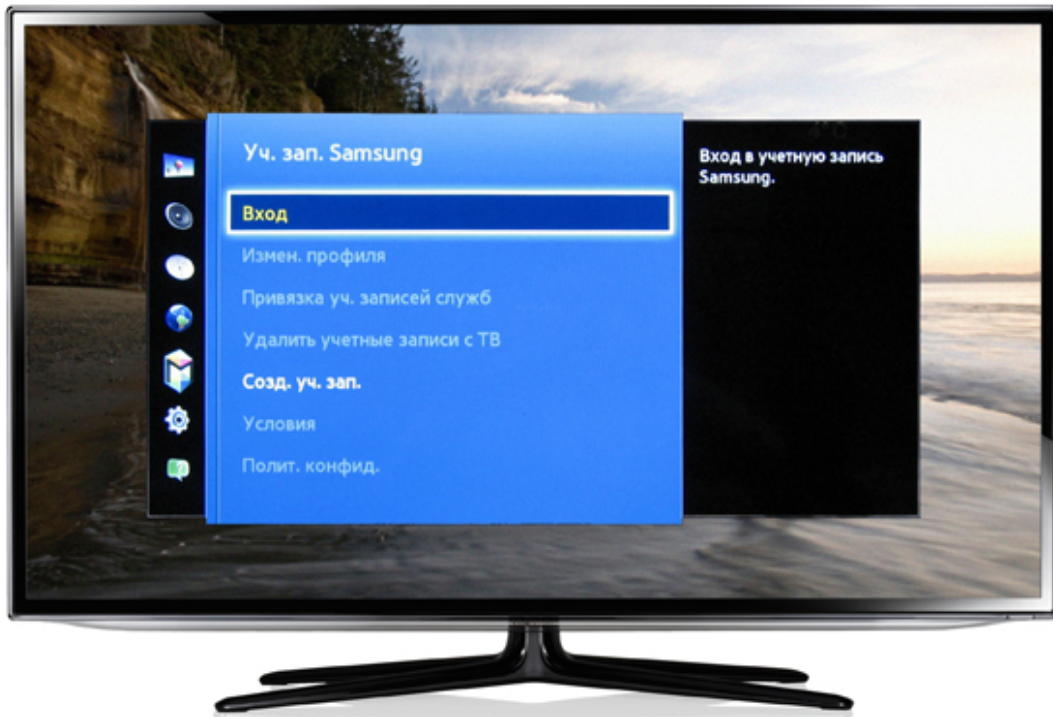 Уч. зап. Samsung
Вход
Измен. профиля
Привязка уч. записей служб
Удалить учетные записи с ТВ
Созд. уч. зап.
Условия
Полит. конфид.
Вход в учетную запись
Samsung.